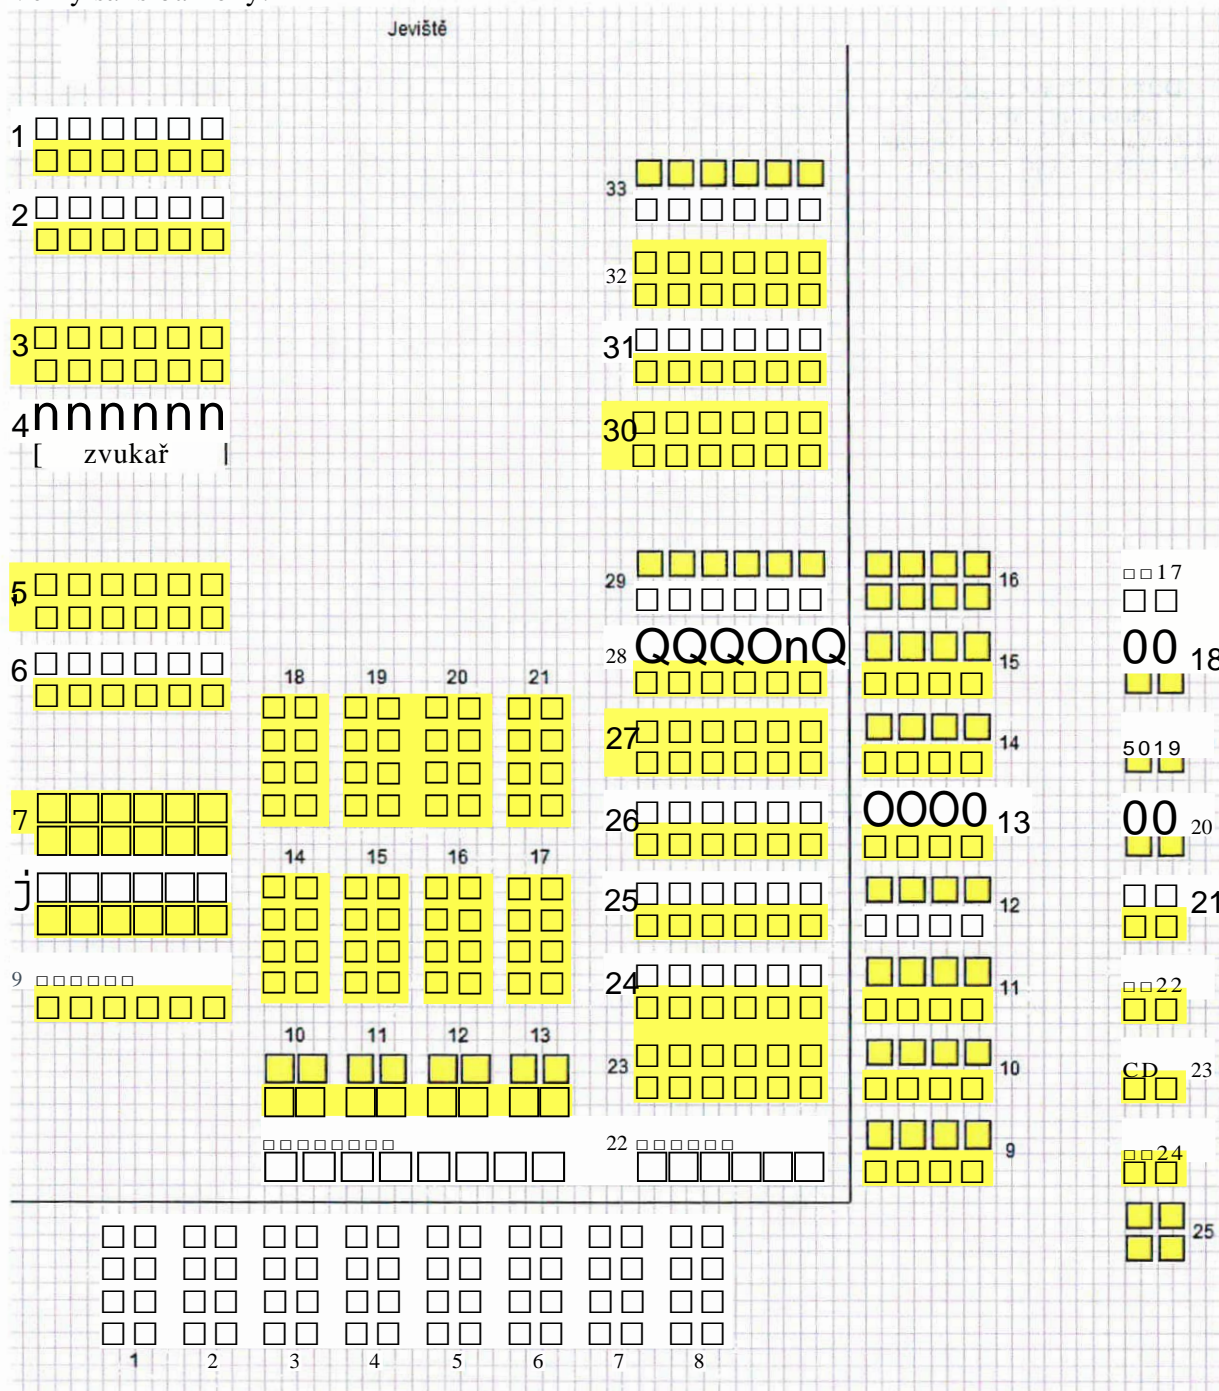 Jeviště
1 □ □ □ □ □ □
□ □ □ □ □ □
2 □ □ □ □ □ □
□ □ □ □ □ □
3 □ □ □ □ □ □
□ □ □ □ □ □
4 nnnnnn
[ zvukař |
5 □ □ □ □ □ □
□ □ □ □ □ □
6 □ □ □ □ □ □
□ □ □ □ □ □
7
j
9 □□□□□□
□ □ □ □ □ □
18 19 20 21
14 15 16 17
10 11 12 13
□□□□□□□□
33
32
31
30
29
28 QQQOnQ
27
26
25
24
23
22 □□□□□□
16
15
14
OOOO 13
12
11
10
9
□□17
□ □
00 18
5019
00 20
□ □ 21
□□22
CD 23
□□24
25
1 2 3 4 5 6 7 8